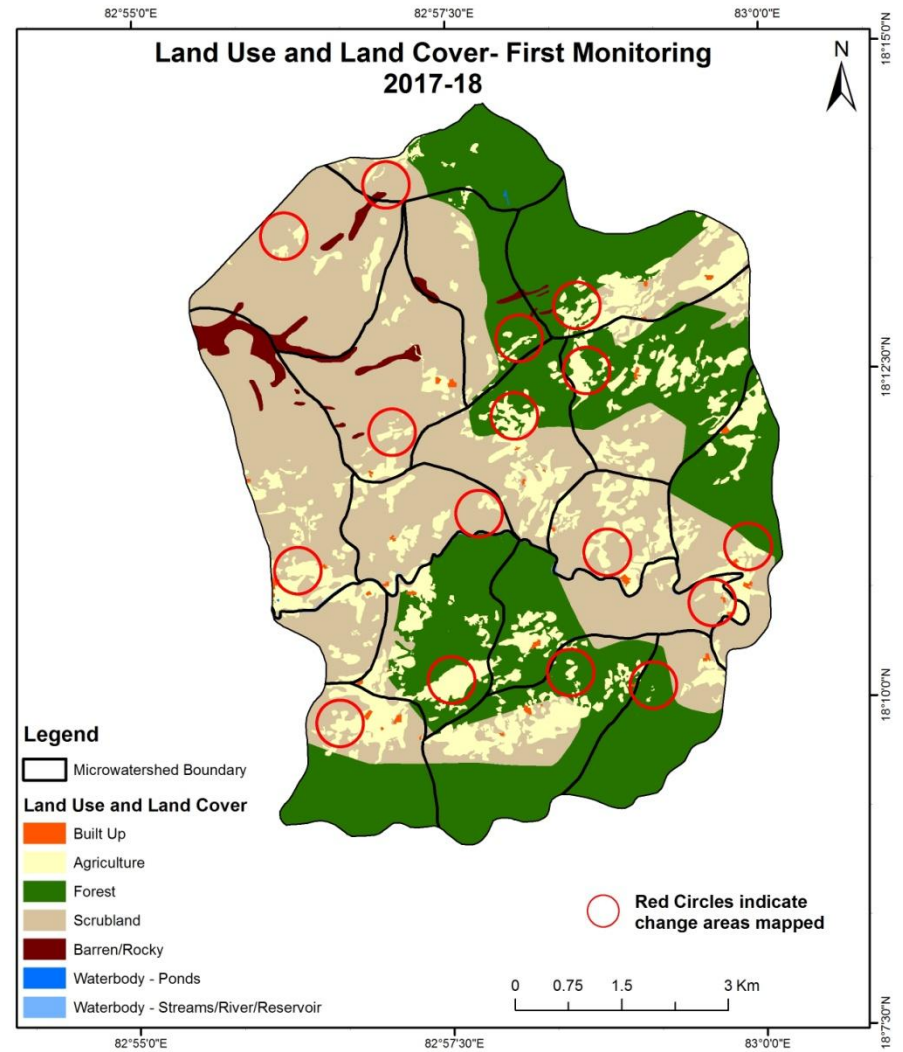 82°55'0"E
82°57'30"E
83°0'0"E
Land Use and Land Cover- First Monitoring
2017-18
N
18°15'0"N
18°12'30"N
18°10'0"N
18°7'30"N
Legend
Microwatershed Boundary
Land Use and Land Cover
Built Up
Agriculture
Forest
Scrubland
Barren/Rocky
Waterbody - Ponds
Waterbody - Streams/River/Reservoir
Red Circles indicate
change areas mapped
0 0.75 1.5 3 Km
82°55'0"E
82°57'30"E
83°0'0"E